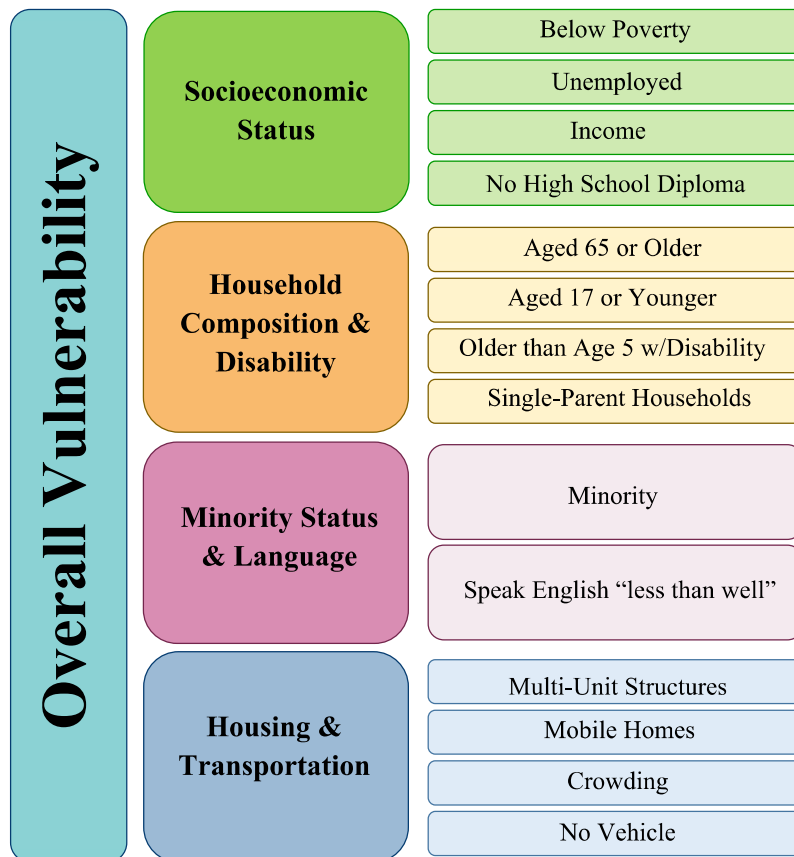 Overall Vulnerability
Socioeconomic
Status
Below Poverty
Unemployed
Income
No High School Diploma
Household
Composition &
Disability
Aged 65 or Older
Aged 17 or Younger
Older than Age 5 w/Disability
Single-Parent Households
Minority Status
& Language
Minority
Speak English “less than well”
Housing &
Transportation
Multi-Unit Structures
Mobile Homes
Crowding
No Vehicle